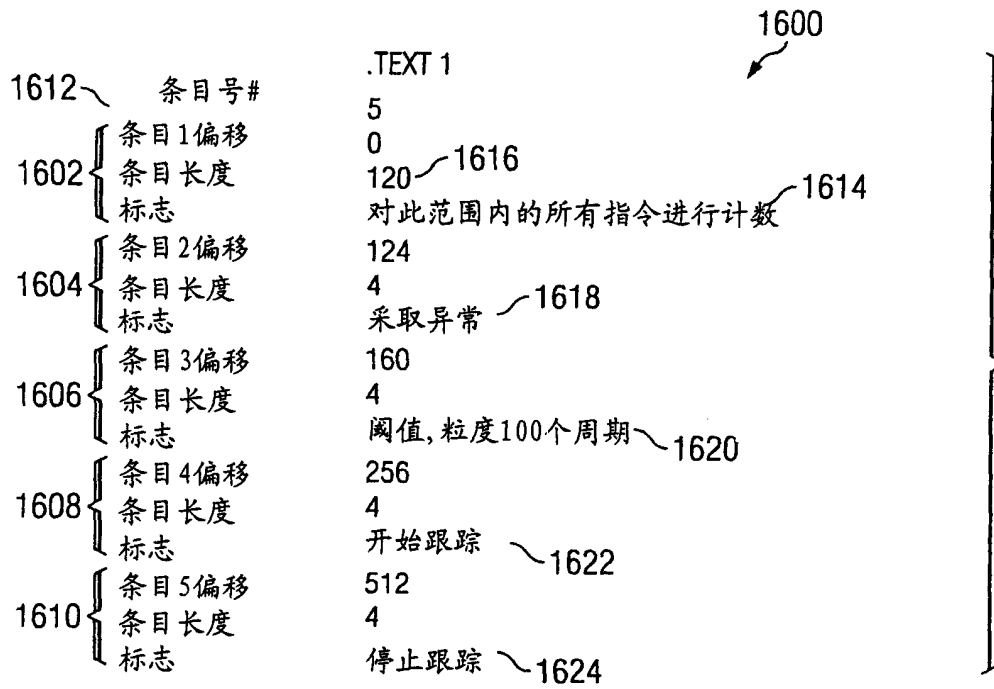 1600
.TEXT 1
1612 条目号# 5
条目1偏移 0
1602 条目长度 120 1616
标志 对此范围内的所有指令进行计数 1614
条目2偏移 124
1604 条目长度 4
标志 采取异常 1618
条目3偏移 160
1606 条目长度 4
标志 阈值,粒度100个周期 1620
条目4偏移 256
1608 条目长度 4
标志 开始跟踪 1622
条目5偏移 512
1610 条目长度 4
标志 停止跟踪 1624